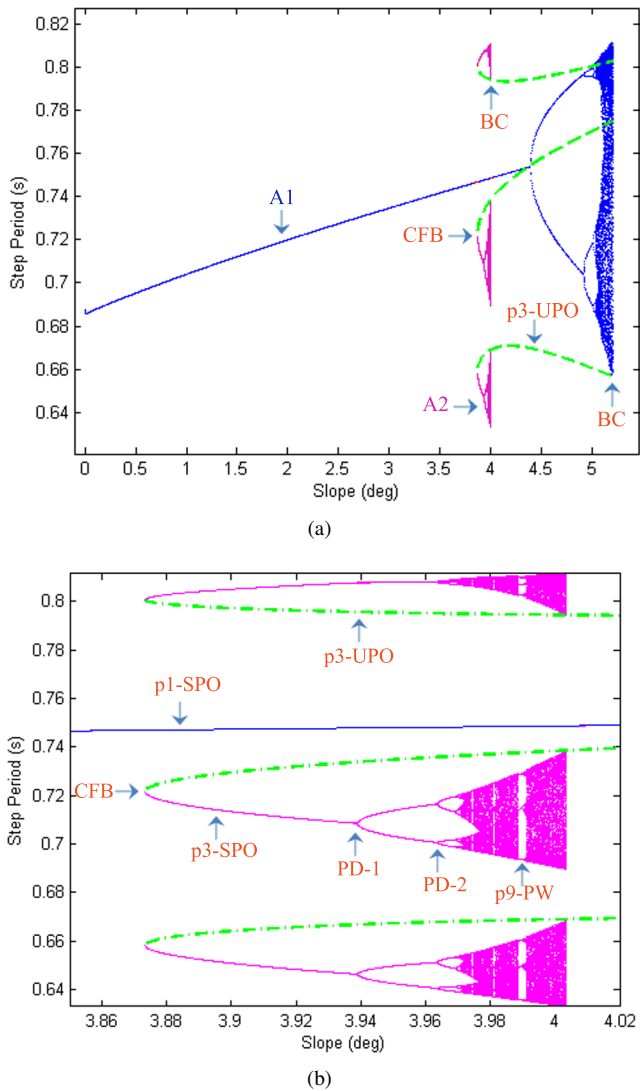 0.82
0.8
0.78
0.76
0.74
0.72
0.7
0.68
0.66
0.64
Step Period (s)
A1
BC
CFB
p3-UPO
A2
BC
0 0.5 1 1.5 2 2.5 3 3.5 4 4.5 5
Slope (deg)
(a)
0.8
0.78
0.76
0.74
0.72
0.7
0.68
0.66
0.64
Step Period (s)
p3-UPO
p1-SPO
CFB
p3-SPO
PD-1
PD-2
p9-PW
3.86 3.88 3.9 3.92 3.94 3.96 3.98 4 4.02
Slope (deg)
(b)